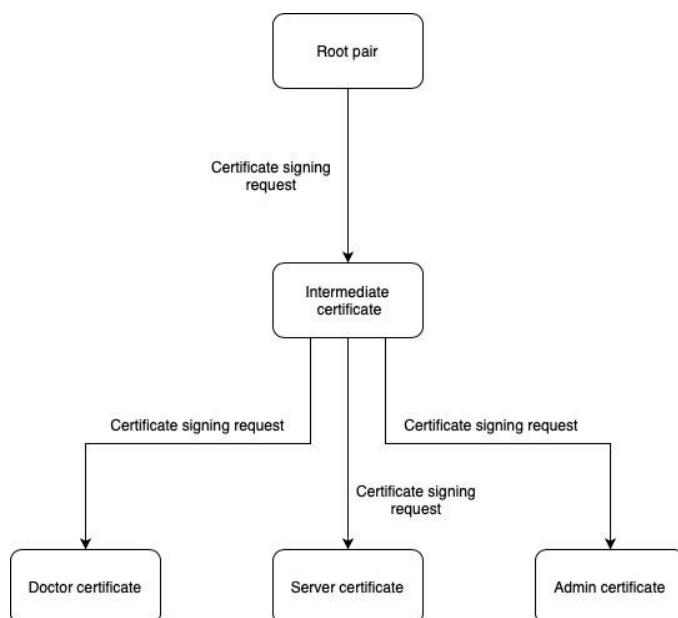 Root pair
Certificate signing
request
Intermediate
certificate
Certificate signing request
Certificate signing request
Certificate signing
request
Doctor certificate
Server certificate
Admin certificate